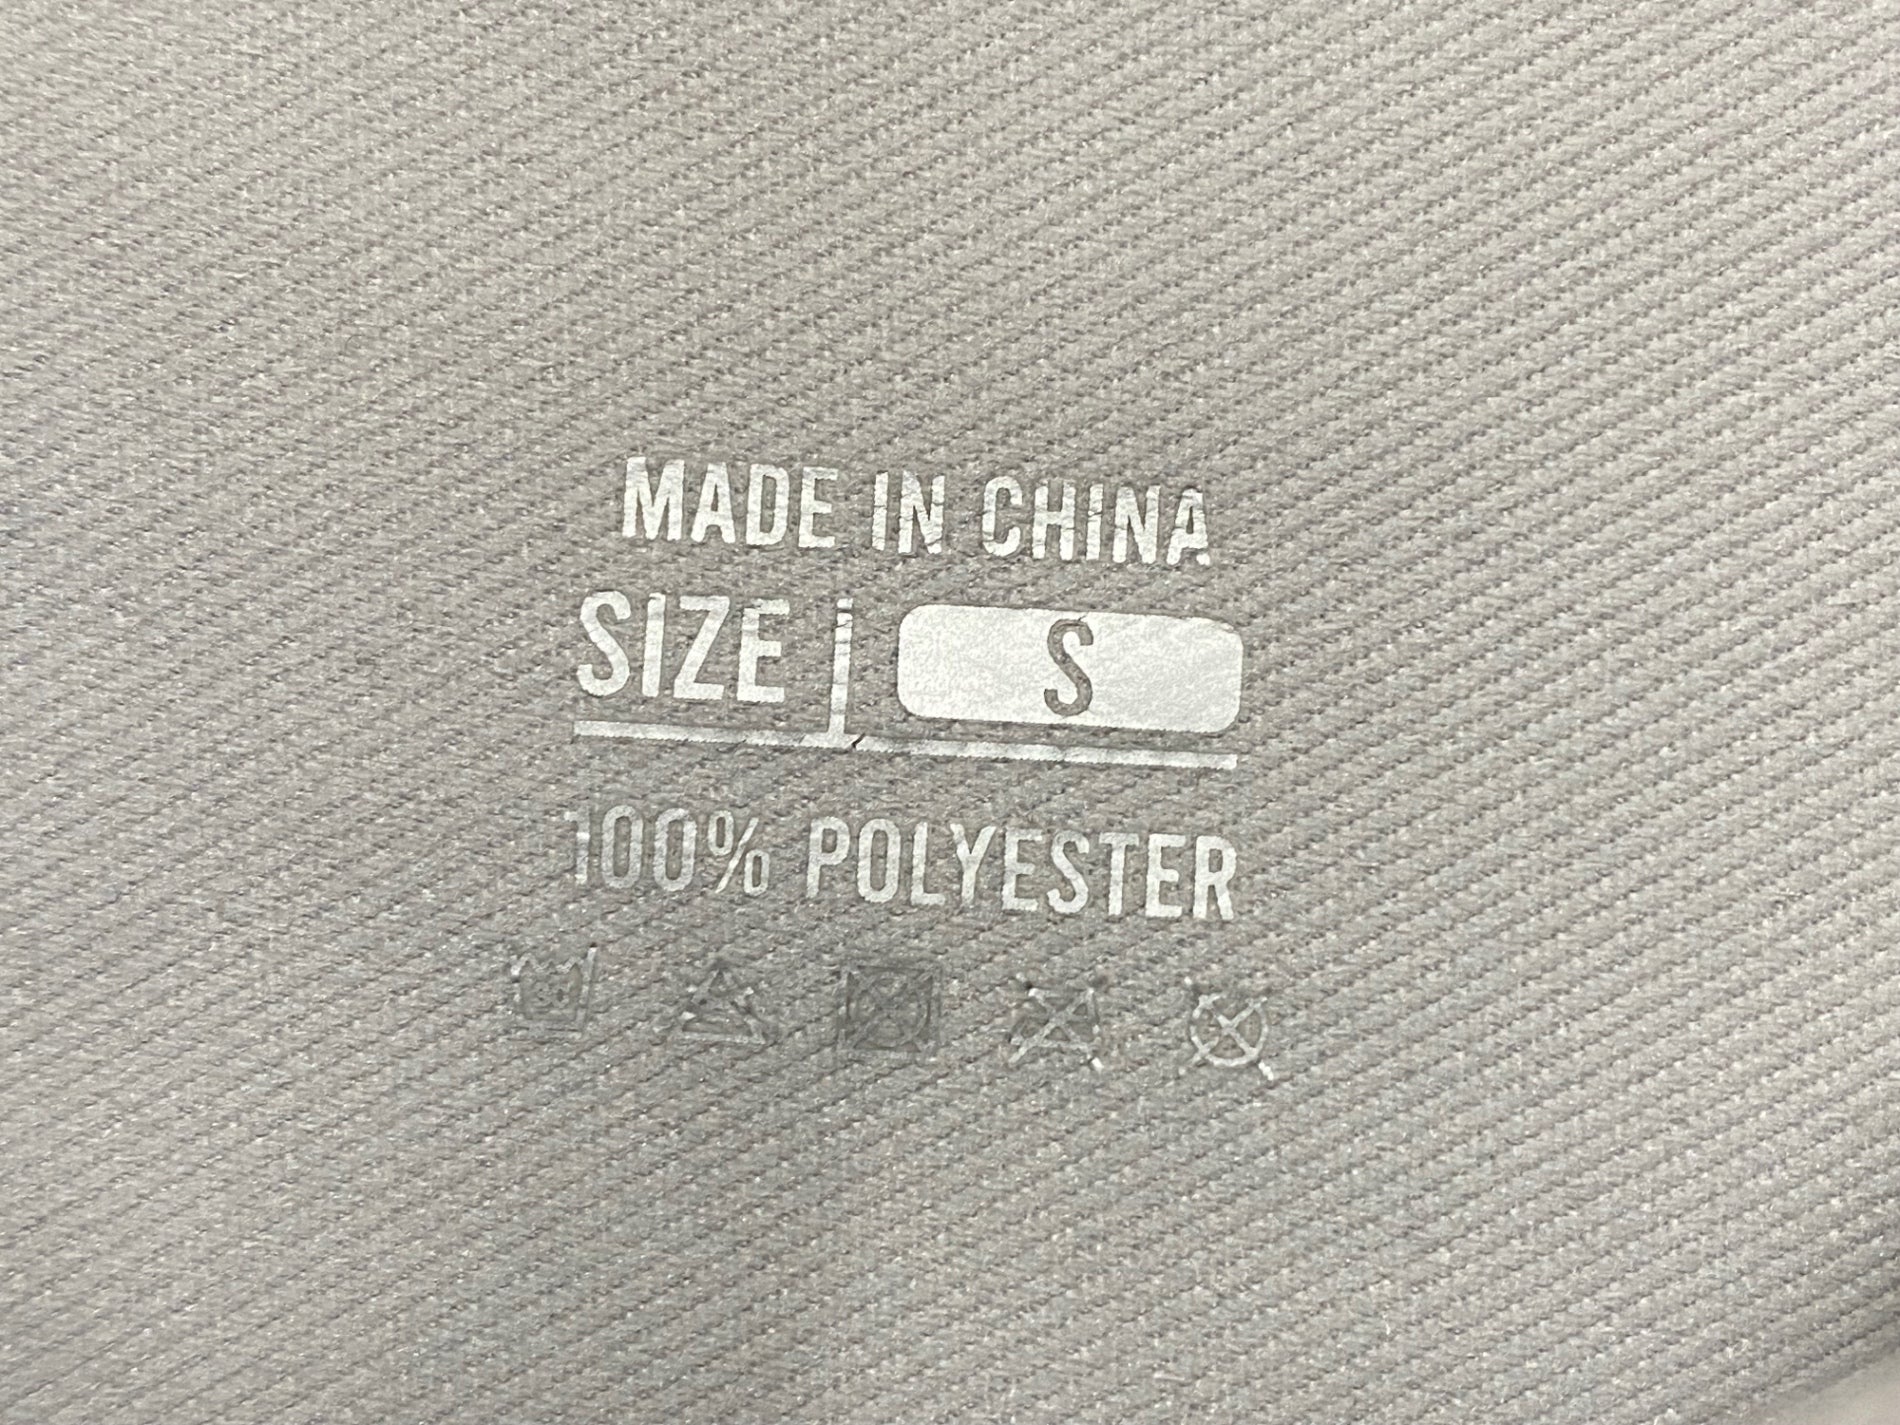 MADE IN CHINA
SIZE S
100% POLYESTER